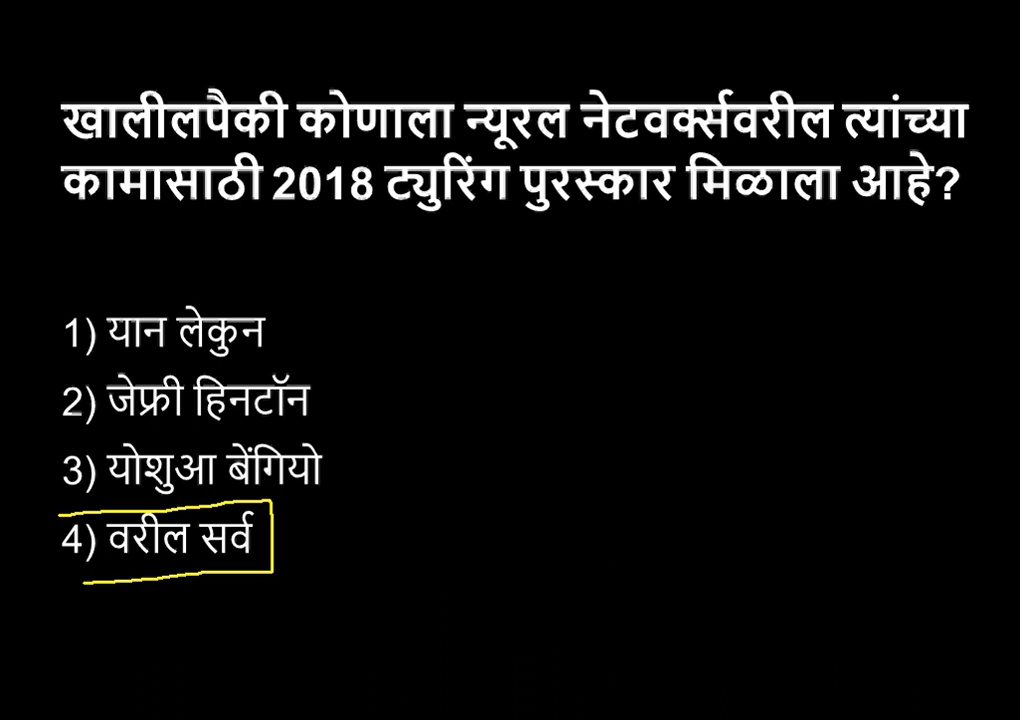 खालीलपैकी कोणाला न्यूरल नेटवर्क्सवरील त्यांच्या
कामासाठी 2018 ट्युरिंग पुरस्कार मिळाला आहे?
1) यान लेकुन
2) जेफ्री हिनटॉन
3) योशुआ बेंगियो
4) वरील सर्व